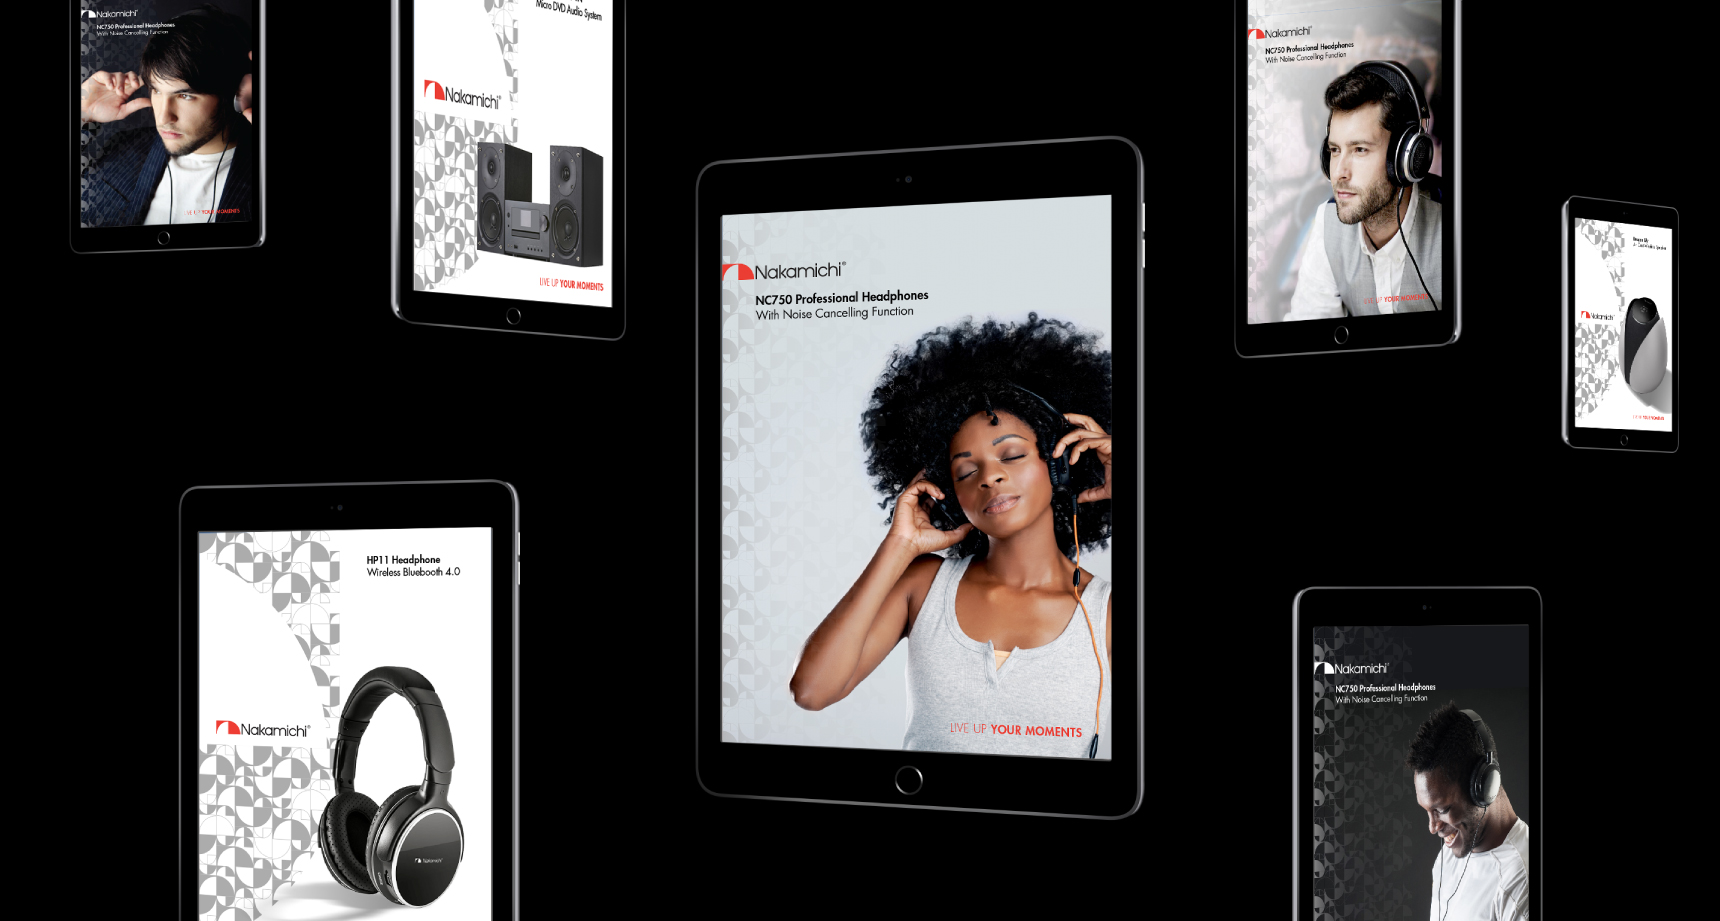 Nakamichi®
NC750 Professional Headphones
With Noise Cancelling Function
LIVE UP YOUR MOMENTS
Micro DVD Audio System
Nakamichi®
LIVE UP YOUR MOMENTS
Nakamichi®
NC750 Professional Headphones
With Noise Cancelling Function
LIVE UP YOUR MOMENTS
Nakamichi®
NC750 Professional Headphones
With Noise Cancelling Function
LIVE UP YOUR MOMENTS
Nakamichi®
LIVE UP YOUR MOMENTS
HP11 Headphone
Wireless Bluebooth 4.0
Nakamichi®
Nakamichi
Nakamichi®
NC750 Professional Headphones
With Noise Cancelling Function